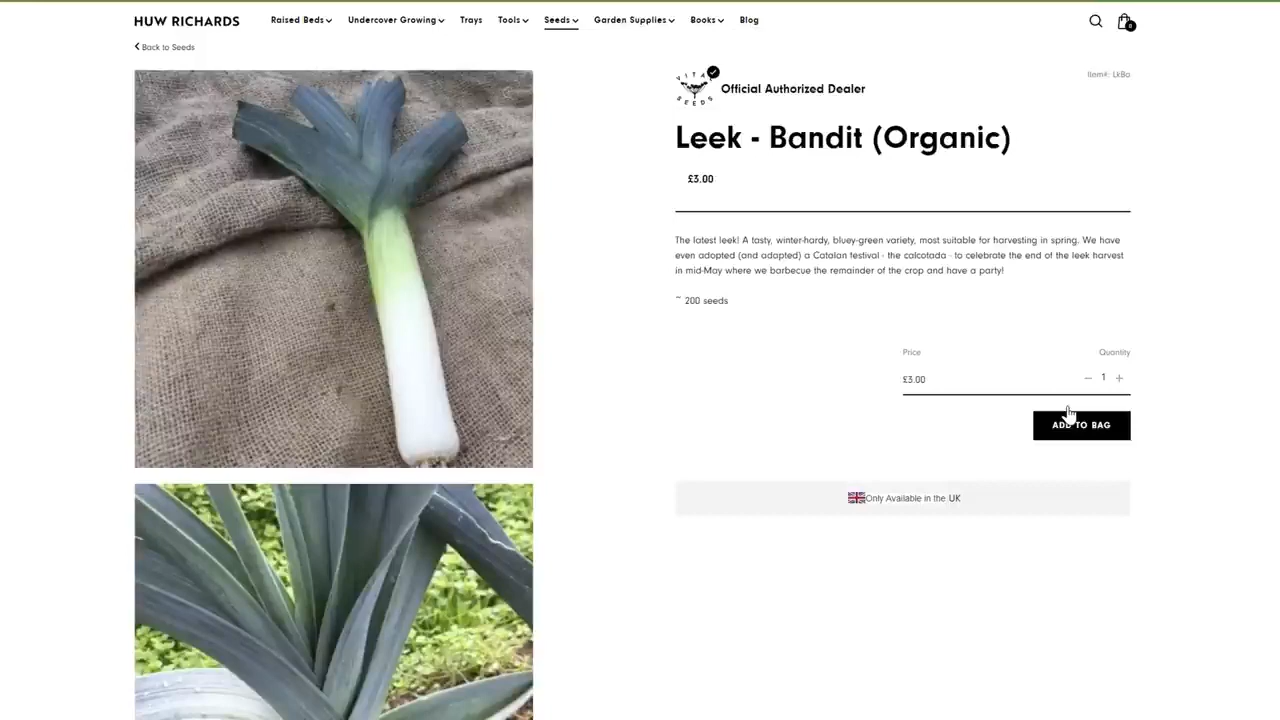 HUW RICHARDS
Raised Beds Undercover Growing Trays Tools Seeds Garden Supplies Books Blog
0
Back to Seeds
VITAL SEEDS
Official Authorized Dealer
Item#: LkBa
Leek - Bandit (Organic)
£3.00
The latest leek! A tasty, winter-hardy, bluey-green variety, most suitable for harvesting in spring. We have
even adopted (and adapted) a Catalan festival - the calcotada - to celebrate the end of the leek harvest
in mid-May where we barbecue the remainder of the crop and have a party!
~ 200 seeds
Price Quantity
£3.00 − 1 +
ADD TO BAG
Only Available in the UK